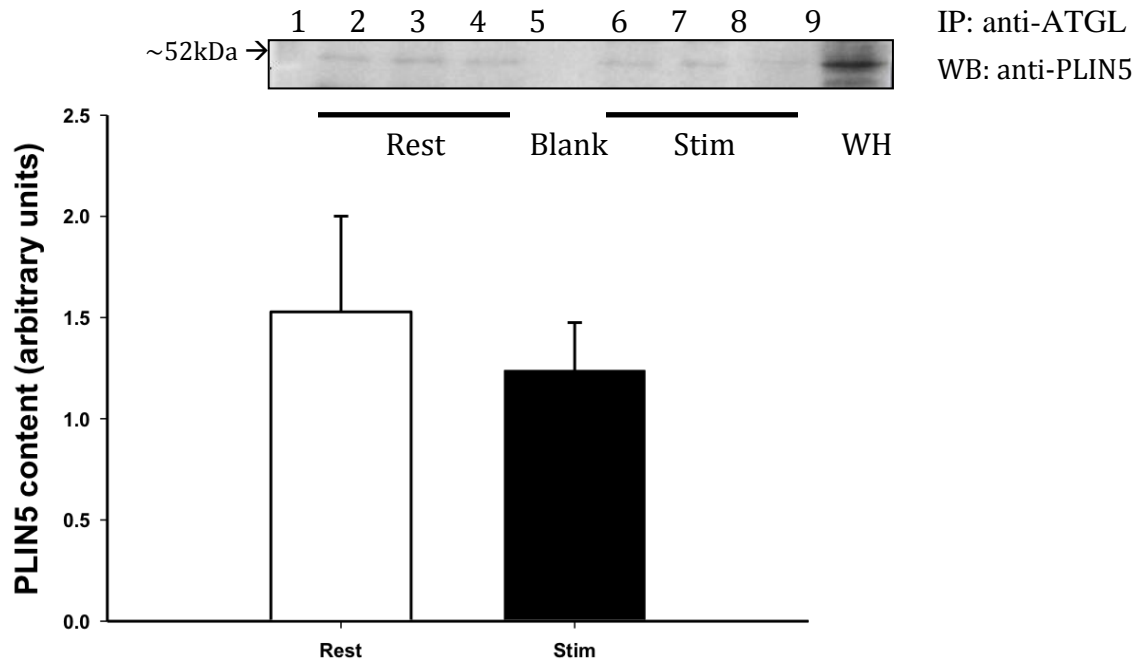 1 2 3 4 5 6 7 8 9 IP: anti-ATGL
~52kDa →
WB: anti-PLIN5
Rest Blank Stim WH
PLIN5 content (arbitrary units)
2.5
2.0
1.5
1.0
0.5
0.0
Rest Stim